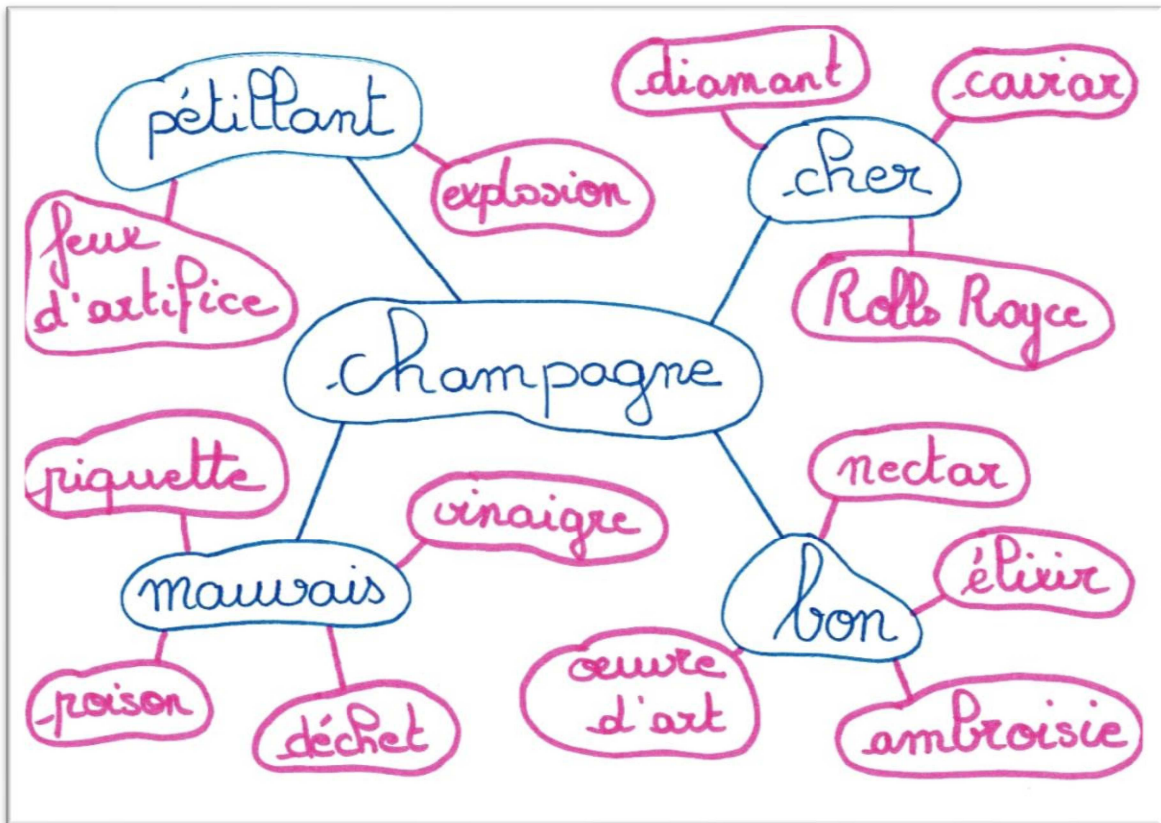 pétillant
diamant
caviar
cher
explosion
feux
d'artifice
Rolls Royce
champagne
piquette
vinaigre
nectar
mauvais
élixir
bon
poison
déchet
oeuvre
d'art
ambroisie